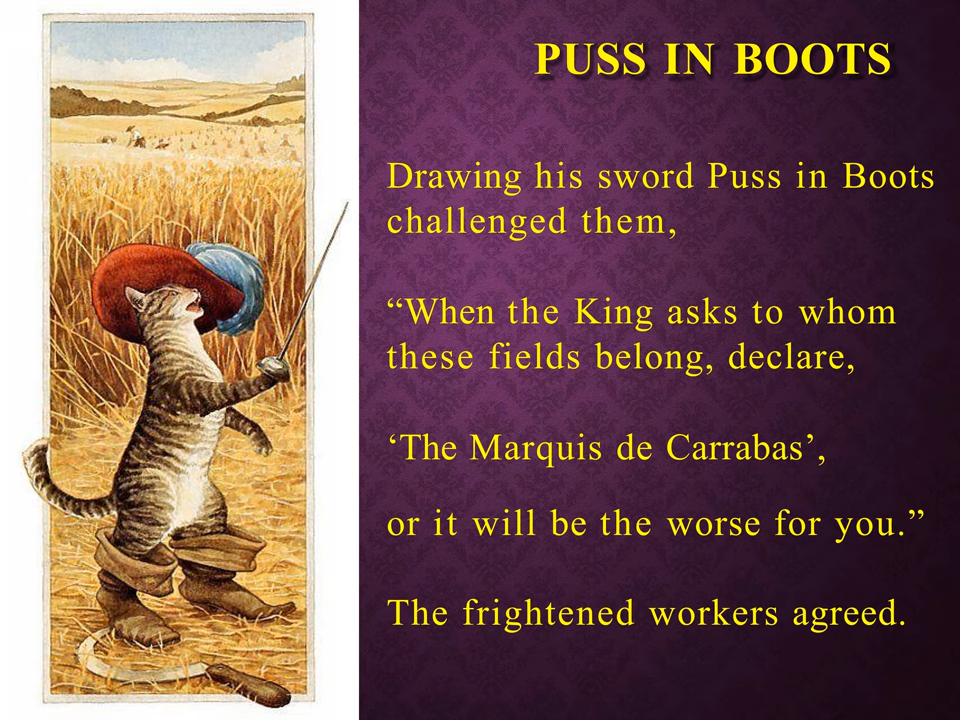 PUSS IN BOOTS
Drawing his sword Puss in Boots
challenged them,
“When the King asks to whom
these fields belong, declare,
‘The Marquis de Carrabas’,
or it will be the worse for you.”
The frightened workers agreed.